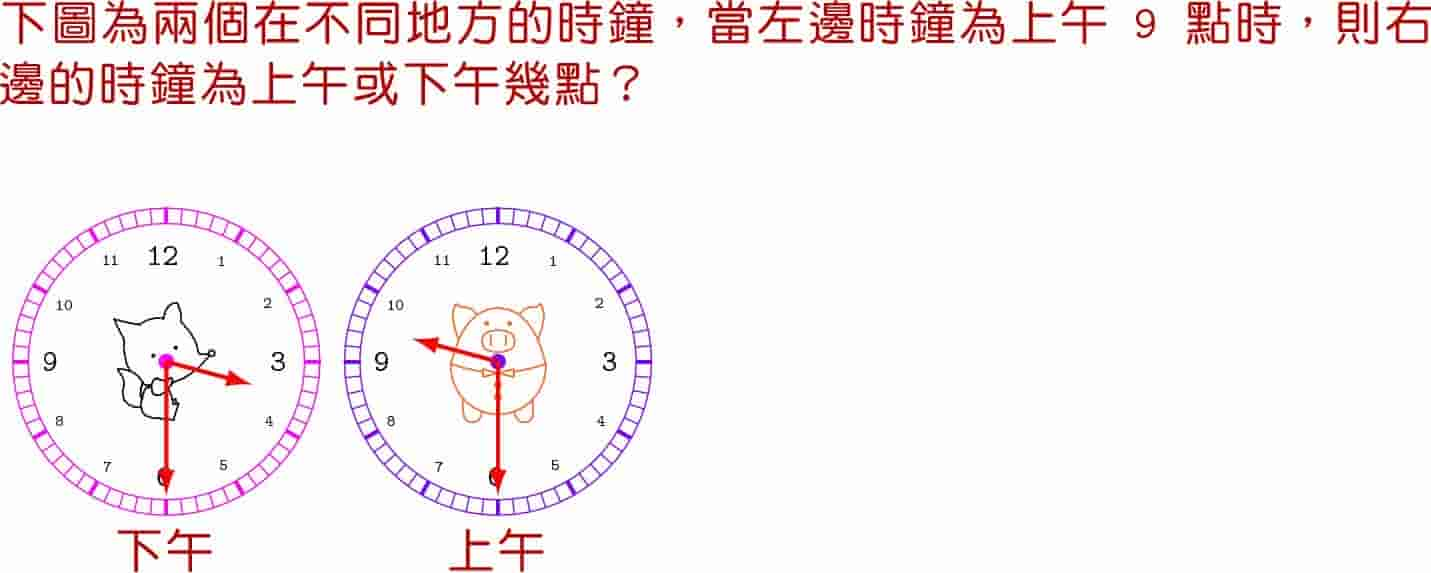 下圖為兩個在不同地方的時鐘，當左邊時鐘為上午 9 點時，則右
邊的時鐘為上午或下午幾點？
12 12
11 1 11 1
10 2 10 2
9 3 9 3
8 4 8 4
7 5 7 5
6 6
下午 上午